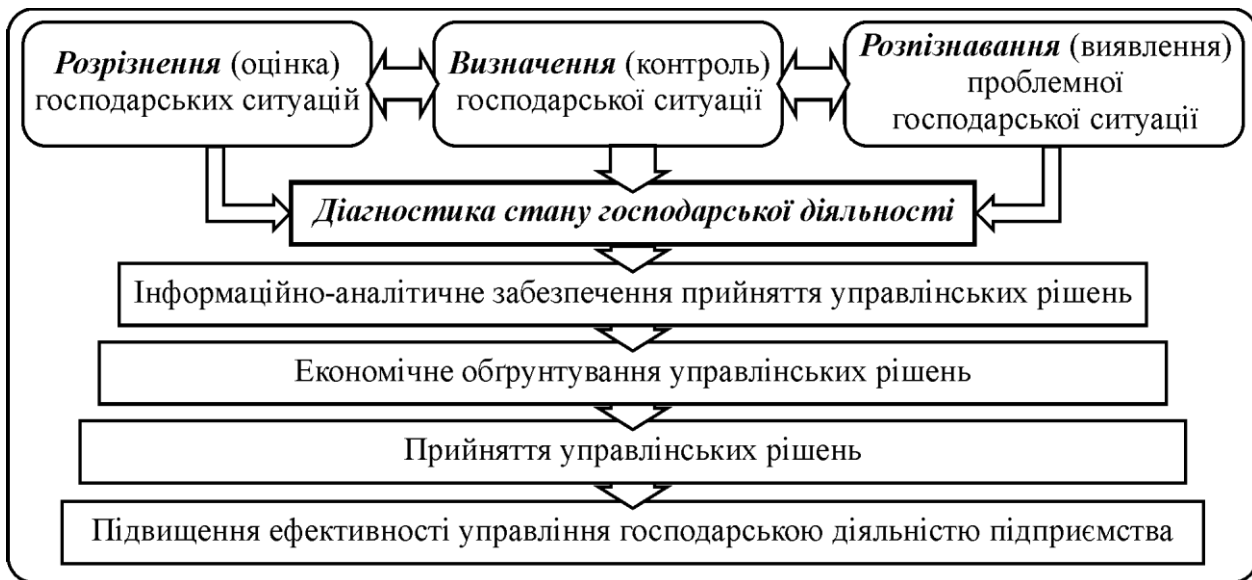 Розрізнення (оцінка)
господарських ситуацій
Визначення (контроль)
господарської ситуації
Розпізнавання (виявлення)
проблемної
господарської ситуації
Діагностика стану господарської діяльності
Інформаційно-аналітичне забезпечення прийняття управлінських рішень
Економічне обґрунтування управлінських рішень
Прийняття управлінських рішень
Підвищення ефективності управління господарською діяльністю підприємства